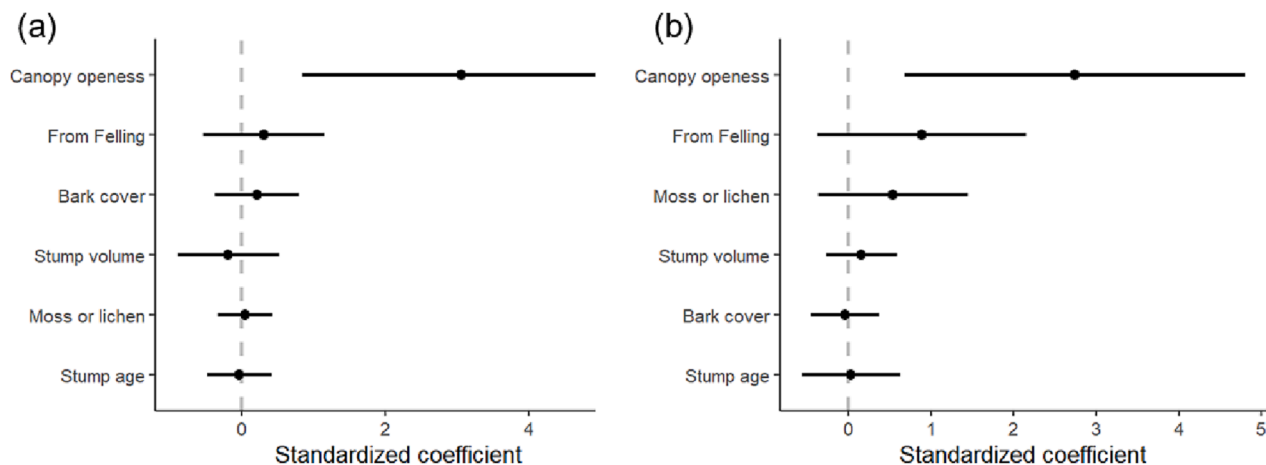 (a)
Canopy openess
From Felling
Bark cover
Stump volume
Moss or lichen
Stump age
0 2 4
Standardized coefficient
(b)
Canopy openess
From Felling
Moss or lichen
Stump volume
Bark cover
Stump age
0 1 2 3 4 5
Standardized coefficient